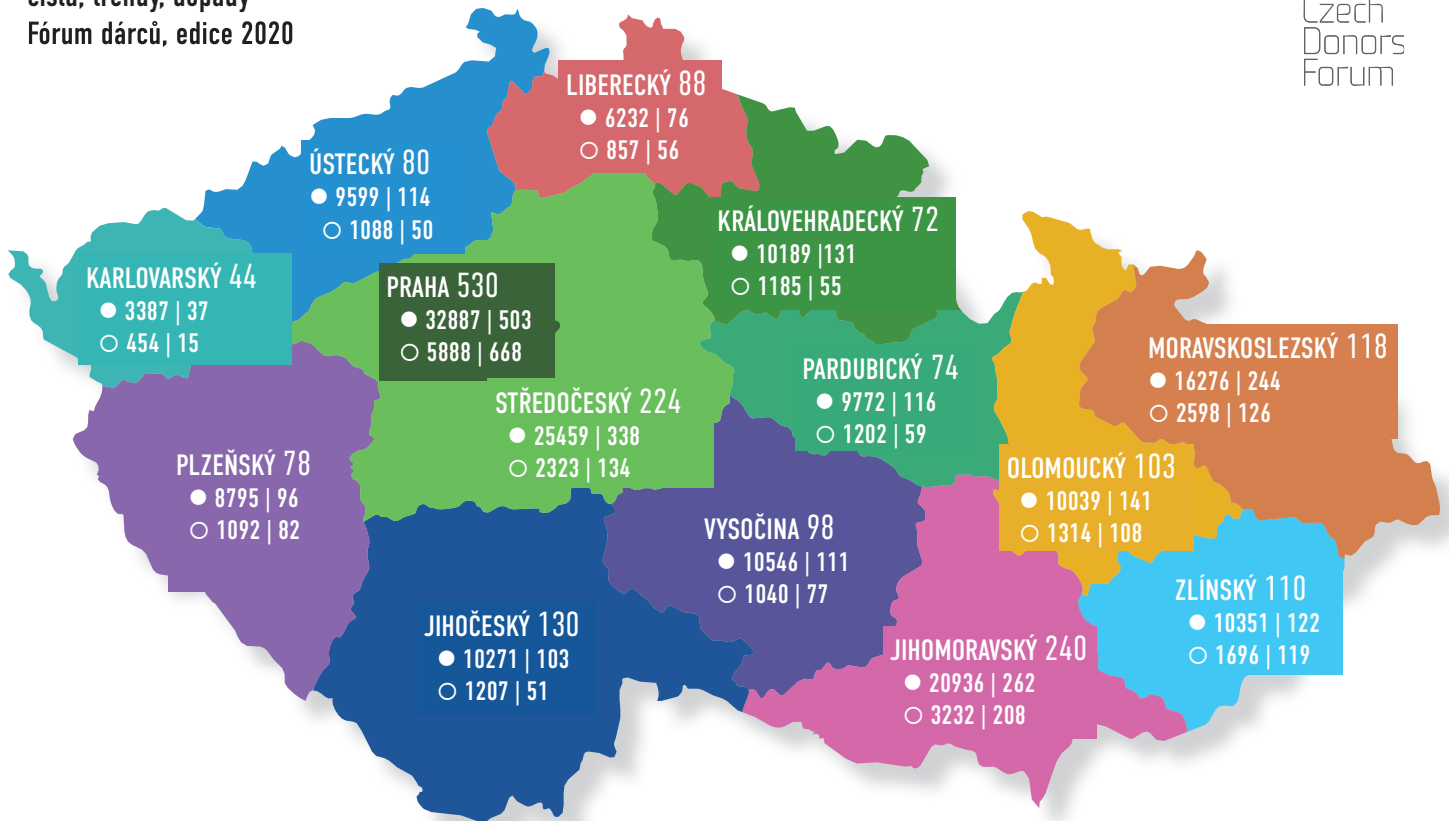 čísla, trendy, dopady
Fórum dárců, edice 2020
Czech
Donors
Forum
LIBERECKÝ 88
6232 | 76
857 | 56
ÚSTECKÝ 80
9599 | 114
1088 | 50
KRÁLOVEHRADECKÝ 72
10189 |131
1185 | 55
KARLOVARSKÝ 44
3387 | 37
454 | 15
PRAHA 530
32887 | 503
5888 | 668
MORAVSKOSLEZSKÝ 118
16276 | 244
2598 | 126
PARDUBICKÝ 74
9772 | 116
1202 | 59
STŘEDOČESKÝ 224
25459 | 338
2323 | 134
PLZEŇSKÝ 78
8795 | 96
1092 | 82
OLOMOUCKÝ 103
10039 | 141
1314 | 108
VYSOČINA 98
10546 | 111
1040 | 77
ZLÍNSKÝ 110
10351 | 122
1696 | 119
JIHOČESKÝ 130
10271 | 103
1207 | 51
JIHOMORAVSKÝ 240
20936 | 262
3232 | 208